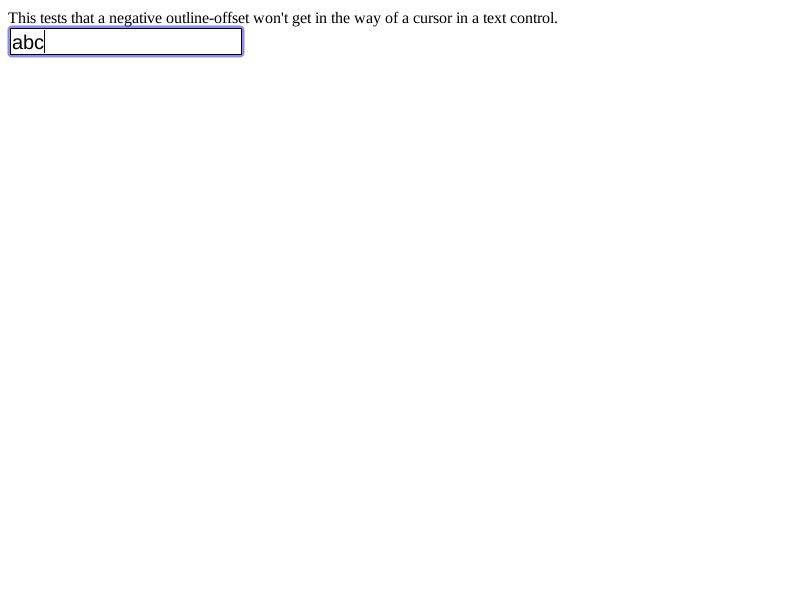 This tests that a negative outline-offset won't get in the way of a cursor in a text control.
abc